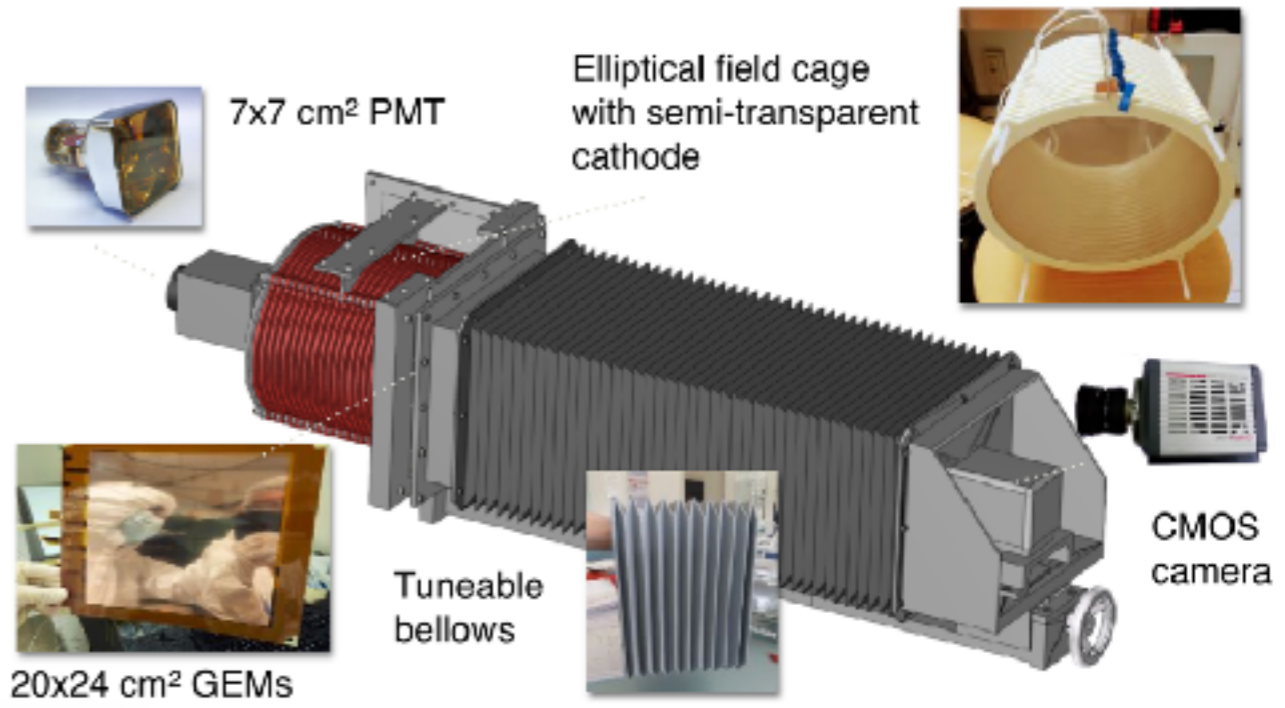 7x7 cm² PMT
Elliptical field cage
with semi-transparent
cathode
CMOS
camera
Tuneable
bellows
20x24 cm² GEMs